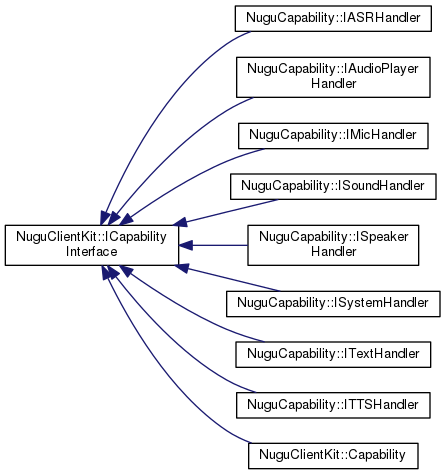 NuguCapability::IASRHandler
NuguCapability::IAudioPlayer
Handler
NuguCapability::IMicHandler
NuguCapability::ISoundHandler
NuguClientKit::ICapability
Interface
NuguCapability::ISpeaker
Handler
NuguCapability::ISystemHandler
NuguCapability::ITextHandler
NuguCapability::ITTSHandler
NuguClientKit::Capability